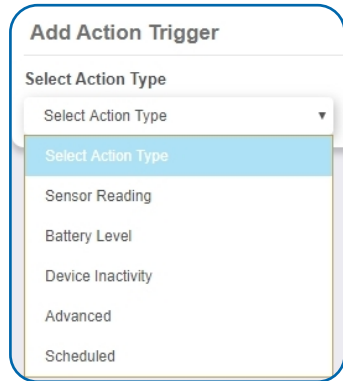 Add Action Trigger
Select Action Type
Select Action Type
Select Action Type
Sensor Reading
Battery Level
Device Inactivity
Advanced
Scheduled